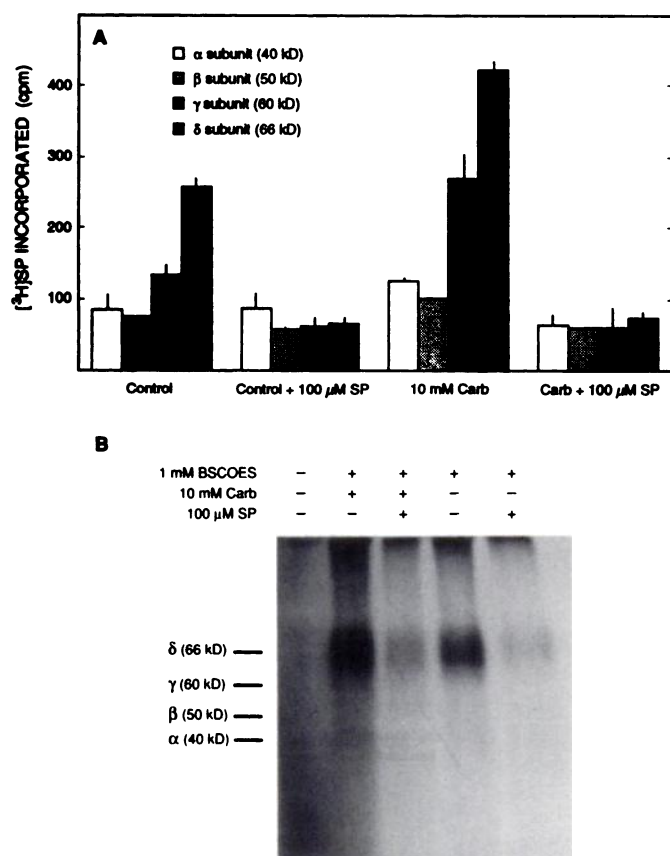 A
α subunit (40 kD)
β subunit (50 kD)
γ subunit (60 kD)
δ subunit (66 kD)
[³H]SP INCORPORATED (cpm)
400
300
200
100
Control
Control + 100 μM SP
10 mM Carb
Carb + 100 μM SP
B
1 mM BSCOES – + + + +
10 mM Carb – + + – –
100 μM SP – – + – +
δ (66 kD)
γ (60 kD)
β (50 kD)
α (40 kD)